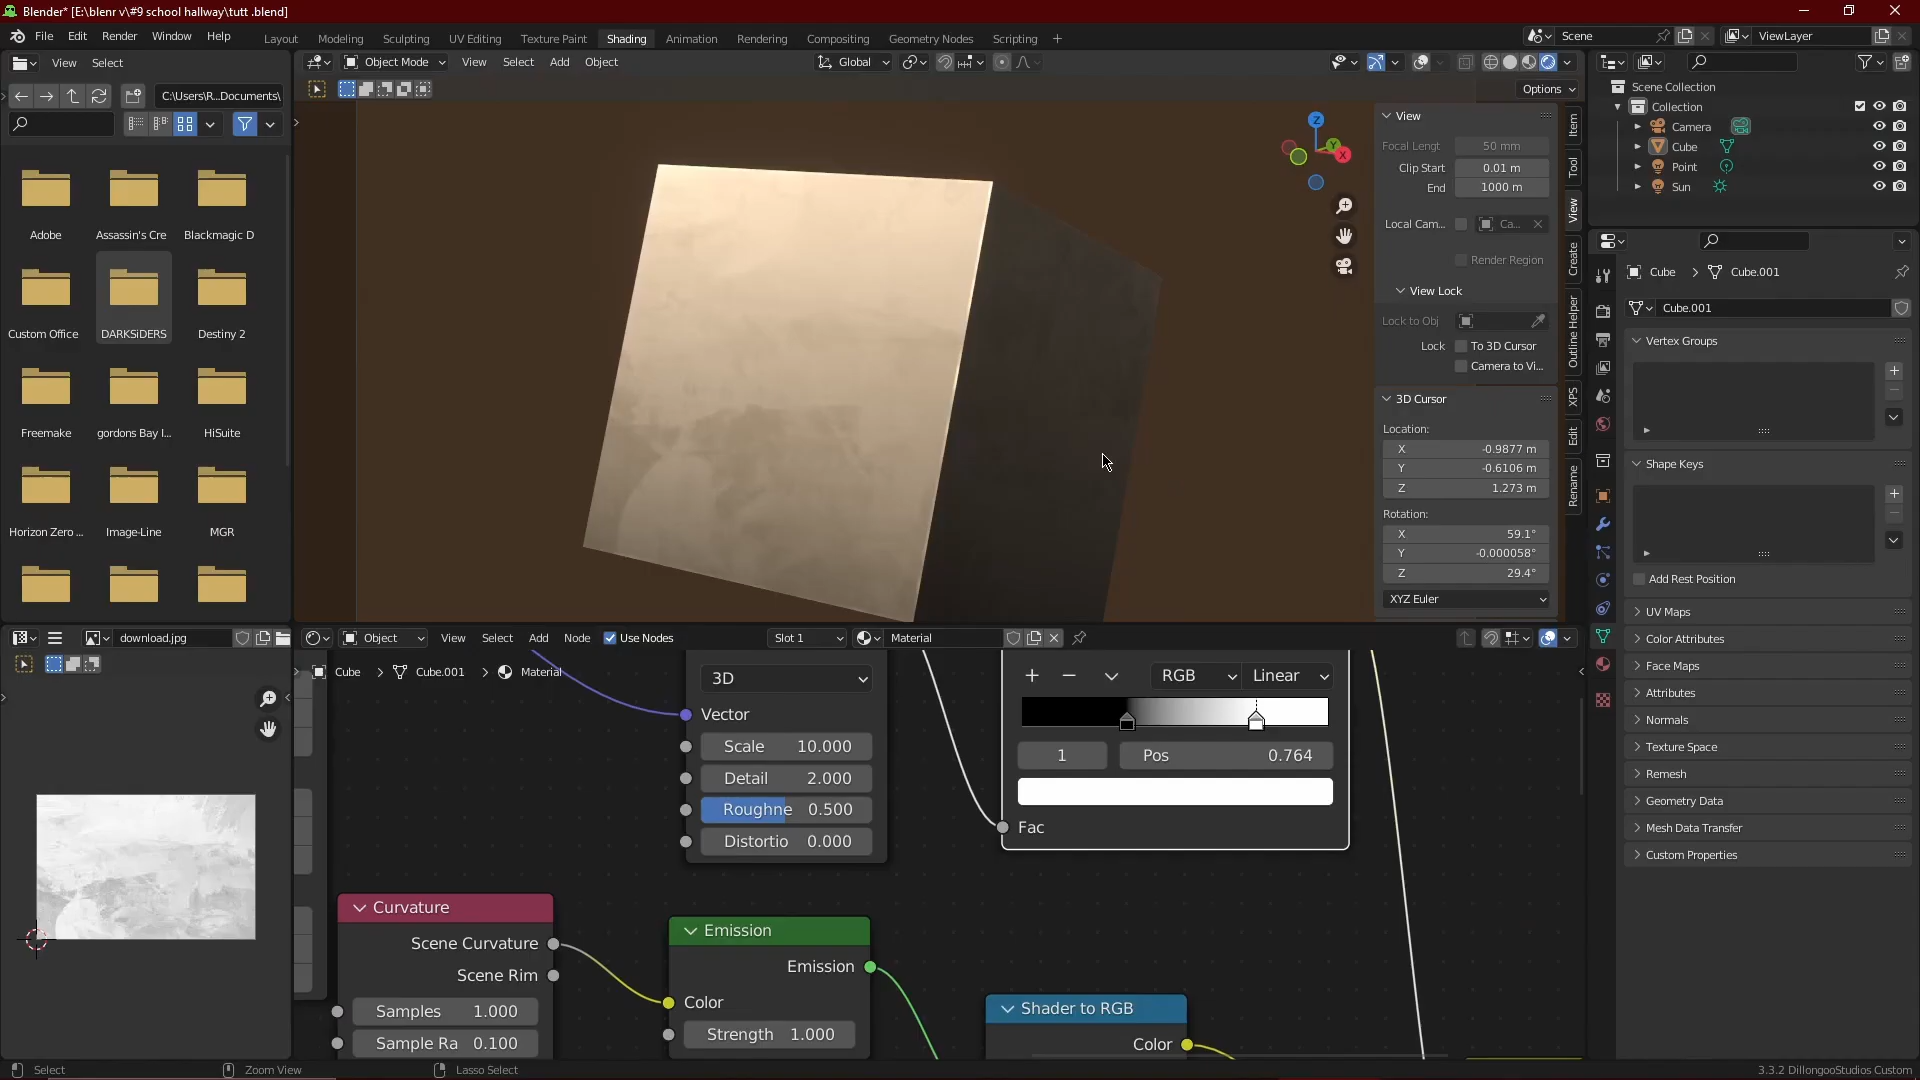 Blender* [E:\blenr v\#9 school hallway\tutt .blend]
File Edit Render Window Help
Layout Modeling Sculpting UV Editing Texture Paint Shading Animation Rendering Compositing Geometry Nodes Scripting +
Scene
ViewLayer
View Select
Object Mode View Select Add Object
Global
C:\Users\R...Documents\
Options
Adobe
Assassin's Cre
Blackmagic D
Custom Office
DARKSiDERS
Destiny 2
Freemake
gordons Bay l...
HiSuite
Horizon Zero ...
Image-Line
MGR
Z
Y
X
View
Focal Lengt 50 mm
Clip Start 0.01 m
End 1000 m
Local Cam... Ca...
Render Region
View Lock
Lock to Obj
Lock To 3D Cursor
Camera to Vi...
3D Cursor
Location:
X -0.9877 m
Y -0.6106 m
Z 1.273 m
Rotation:
X 59.1°
Y -0.000058°
Z 29.4°
XYZ Euler
Item
Tool
View
Create
Outline Helper
XPS
Edit
Rename
Scene Collection
Collection
Camera
Cube
Point
Sun
Cube > Cube.001
Cube.001
Vertex Groups
Shape Keys
Add Rest Position
UV Maps
Color Attributes
Face Maps
Attributes
Normals
Texture Space
Remesh
Geometry Data
Mesh Data Transfer
Custom Properties
download.jpg
Object View Select Add Node Use Nodes Slot 1 Material
Cube > Cube.001 > Material
3D
Vector
Scale 10.000
Detail 2.000
Roughne 0.500
Distortio 0.000
+ − RGB Linear
1 Pos 0.764
Fac
Curvature
Scene Curvature
Scene Rim
Samples 1.000
Sample Ra 0.100
Emission
Emission
Color
Strength 1.000
Shader to RGB
Color
Select Zoom View Lasso Select
3.3.2 DillongooStudios Custom